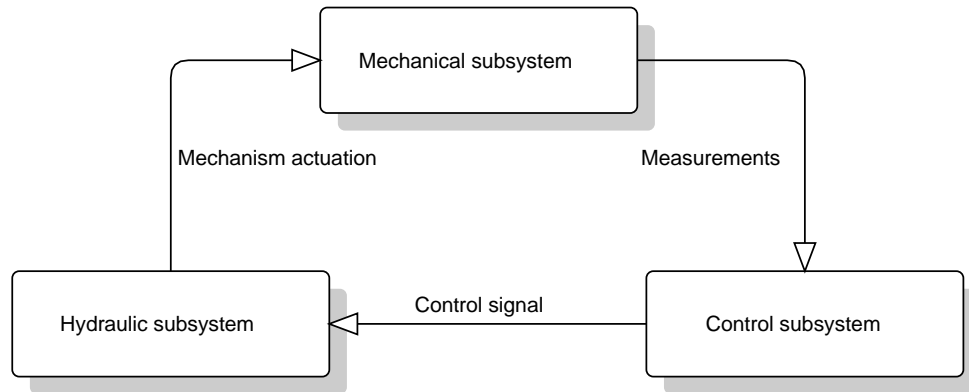 Mechanical subsystem
Mechanism actuation
Measurements
Control signal
Hydraulic subsystem
Control subsystem